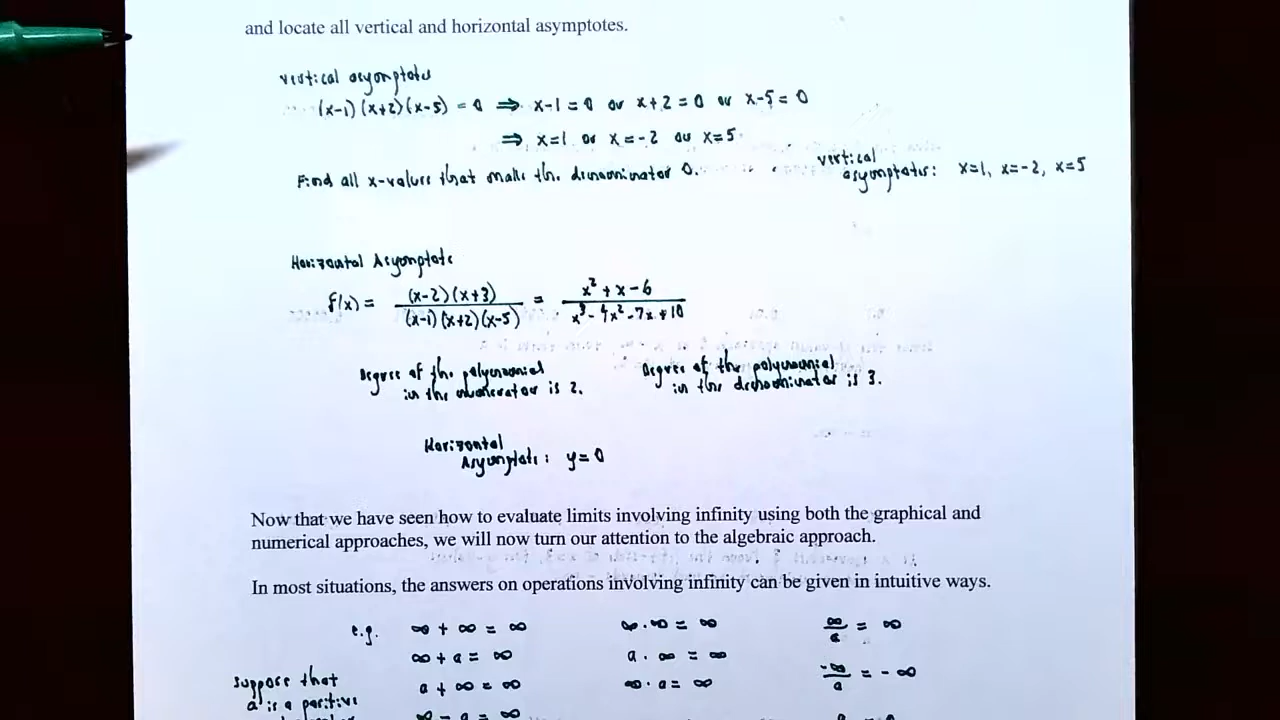 and locate all vertical and horizontal asymptotes.
vertical asymptotes
(x-1)(x+2)(x-5) = 0 ⇒ x-1=0 or x+2=0 or x-5=0
⇒ x=1 or x=-2 or x=5
Find all x-values that make the denominator 0.
vertical
asymptotes: x=1, x=-2, x=5
Horizontal Asymptote
f(x) = (x-2)(x+3) / (x-1)(x+2)(x-5) = x²+x-6 / x³-4x²-7x+10
Degree of the polynomial
in the numerator is 2.
Degree of the polynomial
in the denominator is 3.
Horizontal
Asymptote: y=0
Now that we have seen how to evaluate limits involving infinity using both the graphical and
numerical approaches, we will now turn our attention to the algebraic approach.
In most situations, the answers on operations involving infinity can be given in intuitive ways.
e.g. ∞ + ∞ = ∞ ∞·∞ = ∞ ∞/a = ∞
∞ + a = ∞ a·∞ = ∞ -∞/a = -∞
suppose that
a is a positive
a + ∞ = ∞ ∞·a = ∞
∞ - a = ∞